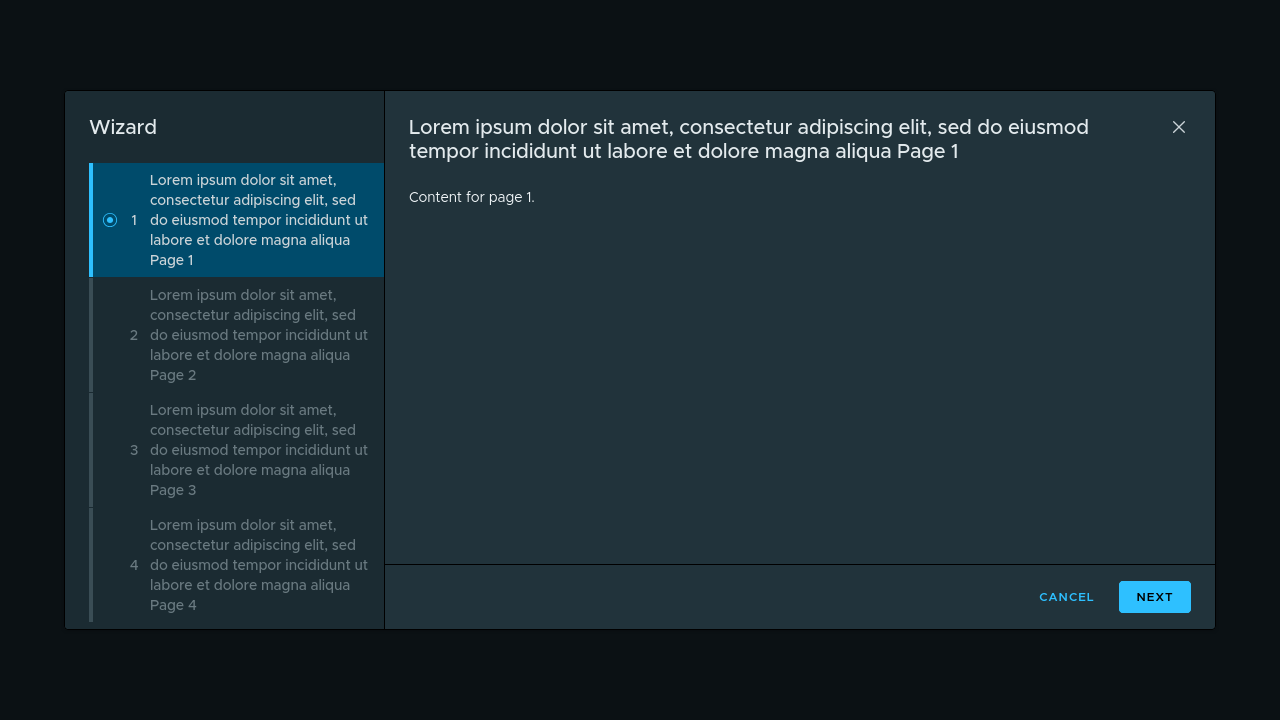 Wizard
1
Lorem ipsum dolor sit amet,
consectetur adipiscing elit, sed
do eiusmod tempor incididunt ut
labore et dolore magna aliqua
Page 1
2
Lorem ipsum dolor sit amet,
consectetur adipiscing elit, sed
do eiusmod tempor incididunt ut
labore et dolore magna aliqua
Page 2
3
Lorem ipsum dolor sit amet,
consectetur adipiscing elit, sed
do eiusmod tempor incididunt ut
labore et dolore magna aliqua
Page 3
4
Lorem ipsum dolor sit amet,
consectetur adipiscing elit, sed
do eiusmod tempor incididunt ut
labore et dolore magna aliqua
Page 4
Lorem ipsum dolor sit amet, consectetur adipiscing elit, sed do eiusmod
tempor incididunt ut labore et dolore magna aliqua Page 1
Content for page 1.
CANCEL
NEXT